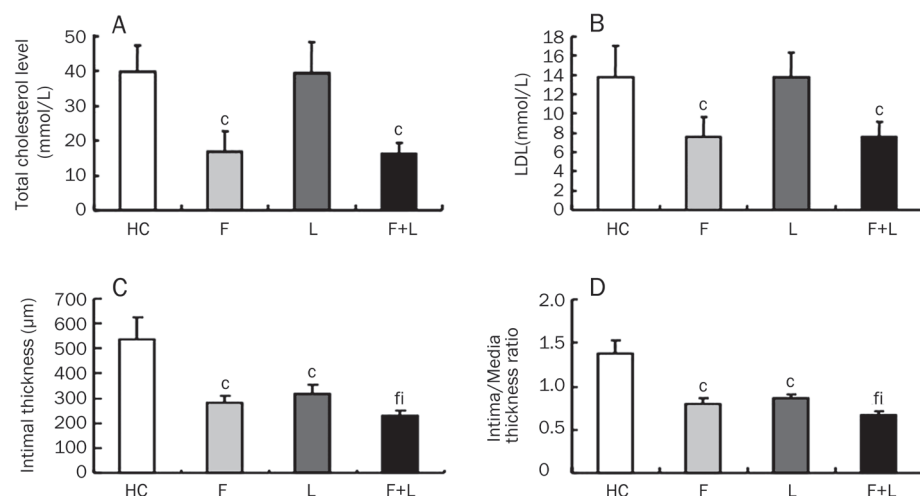 A
Total cholesterol level
(mmol/L)
50
40
30
20
10
0
c
c
HC F L F+L
B
LDL(mmol/L)
18
16
14
12
10
8
6
4
2
0
c
c
HC F L F+L
C
Intimal thickness (μm)
700
600
500
400
300
200
100
0
c
c
fi
HC F L F+L
D
Intima/Media
thickness ratio
2.0
1.5
1.0
0.5
0
c
c
fi
HC F L F+L